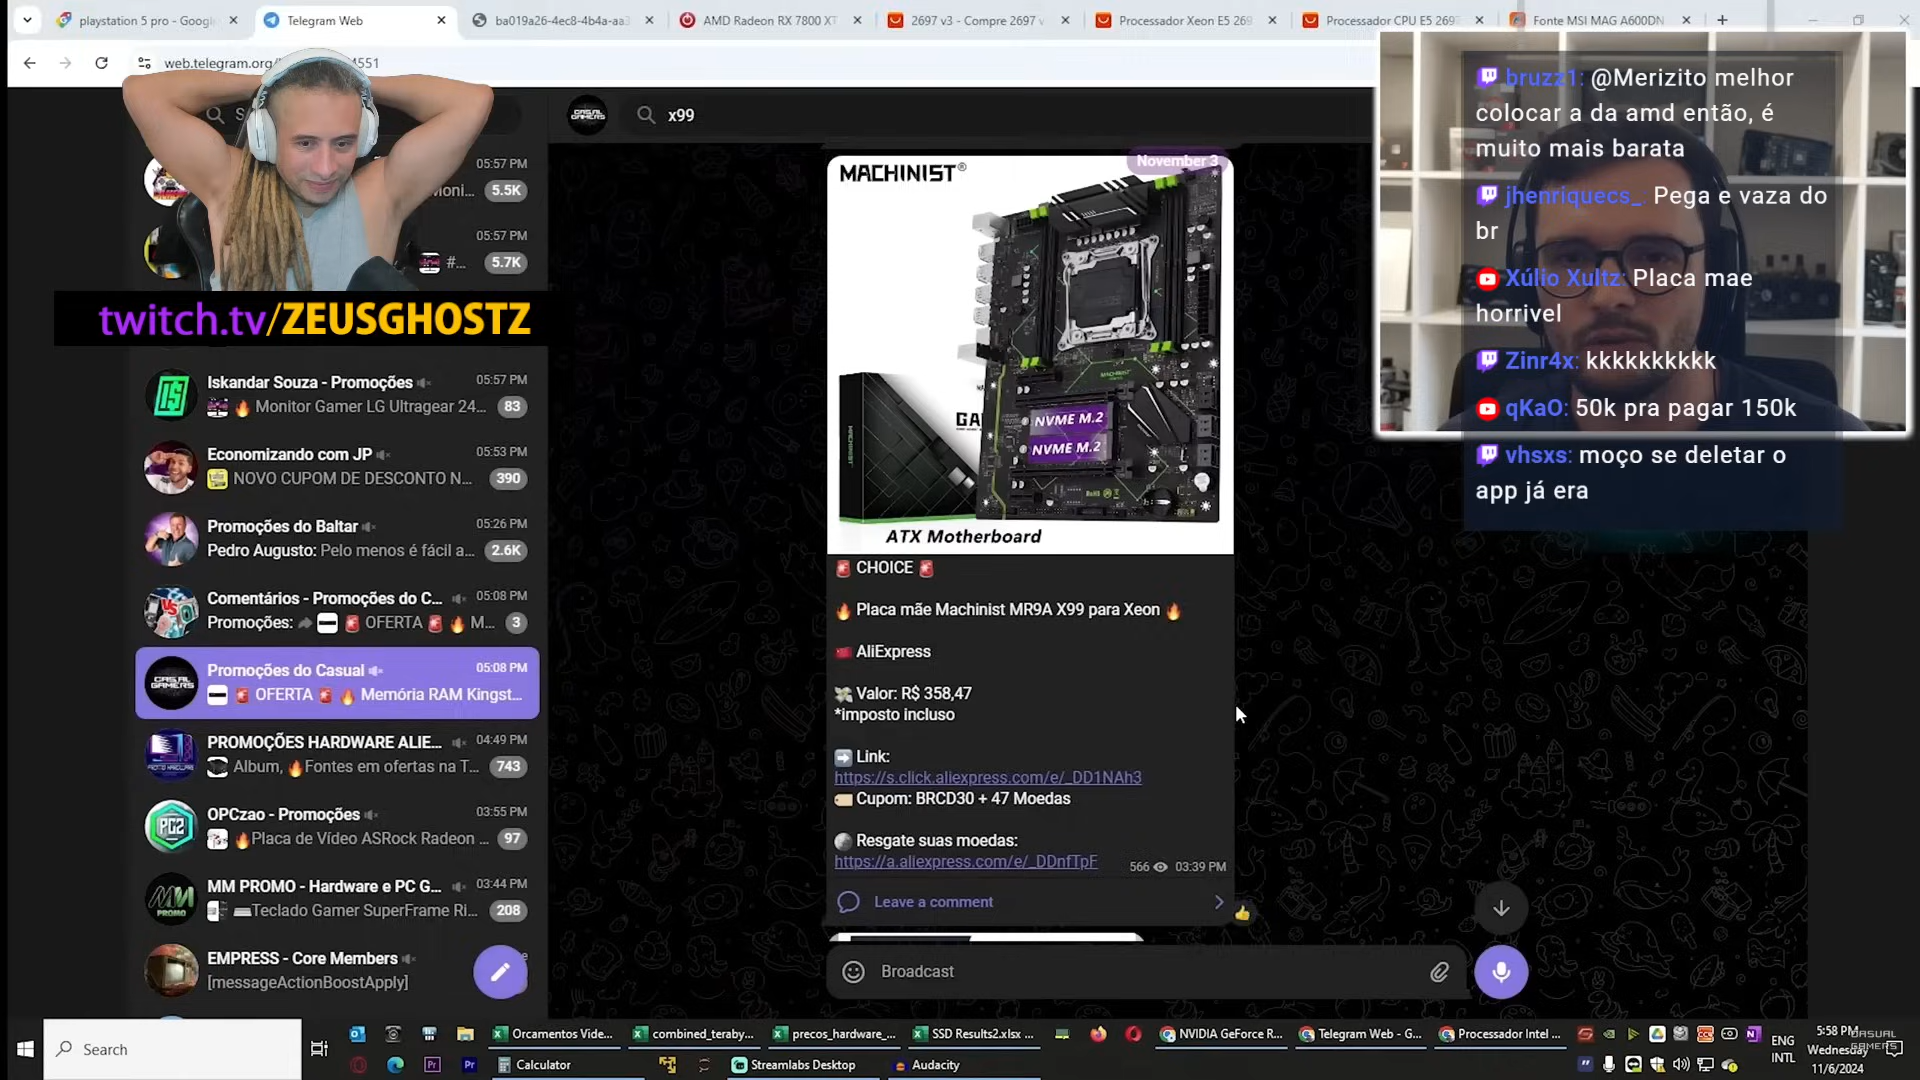 playstation 5 pro - Googl
Telegram Web
ba019a26-4ec8-4b4a-aa3
AMD Radeon RX 7800 XT
2697 v3 - Compre 2697 v
Processador Xeon E5 269
Processador CPU E5 2697
Fonte MSI MAG A600DN
web.telegram.org/
4551
x99
05:57 PM
5.5K
05:57 PM
#...
5.7K
twitch.tv/ZEUSGHOSTZ
Iskandar Souza - Promoções
05:57 PM
Monitor Gamer LG Ultragear 24...
83
Economizando com JP
05:53 PM
NOVO CUPOM DE DESCONTO N...
390
Promoções do Baltar
05:26 PM
Pedro Augusto: Pelo menos é fácil a...
2.6K
Comentários - Promoções do C...
05:08 PM
Promoções: OFERTA M...
3
Promoções do Casual
05:08 PM
OFERTA Memória RAM Kingst...
PROMOÇÕES HARDWARE ALIE...
04:49 PM
Album, Fontes em ofertas na T...
743
OPCzao - Promoções
03:55 PM
Placa de Vídeo ASRock Radeon ...
97
MM PROMO - Hardware e PC G...
03:44 PM
Teclado Gamer SuperFrame Ri...
208
EMPRESS - Core Members
[messageActionBoostApply]
November 3
MACHINIST®
NVME M.2
NVME M.2
ATX Motherboard
CHOICE
Placa mãe Machinist MR9A X99 para Xeon
AliExpress
Valor: R$ 358,47
*imposto incluso
Link:
https://s.click.aliexpress.com/e/_DD1NAh3
Cupom: BRCD30 + 47 Moedas
Resgate suas moedas:
https://a.aliexpress.com/e/_DDnfTpF
566 03:39 PM
Leave a comment
Broadcast
bruzz1: @Merizito melhor
colocar a da amd então, é
muito mais barata
jhenriquecs_: Pega e vaza do
br
Xúlio Xultz: Placa mae
horrivel
Zinr4x: kkkkkkkkkk
qKaO: 50k pra pagar 150k
vhsxs: moço se deletar o
app já era
Search
Orcamentos Vide...
combined_teraby...
precos_hardware_...
SSD Results2.xlsx ...
NVIDIA GeForce R...
Telegram Web - G...
Processador Intel ...
Calculator
Streamlabs Desktop
Audacity
ENG
INTL
5:58 PM
Wednesday
11/6/2024
CASUAL
GAMERS